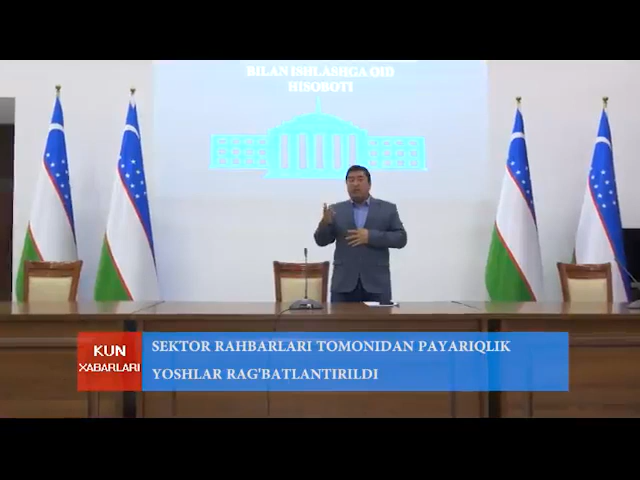 BILAN ISHLASHGA OID
HISOBOTI
KUN
XABARLARI
SEKTOR RAHBARLARI TOMONIDAN PAYARIQLIK
YOSHLAR RAG'BATLANTIRILDI